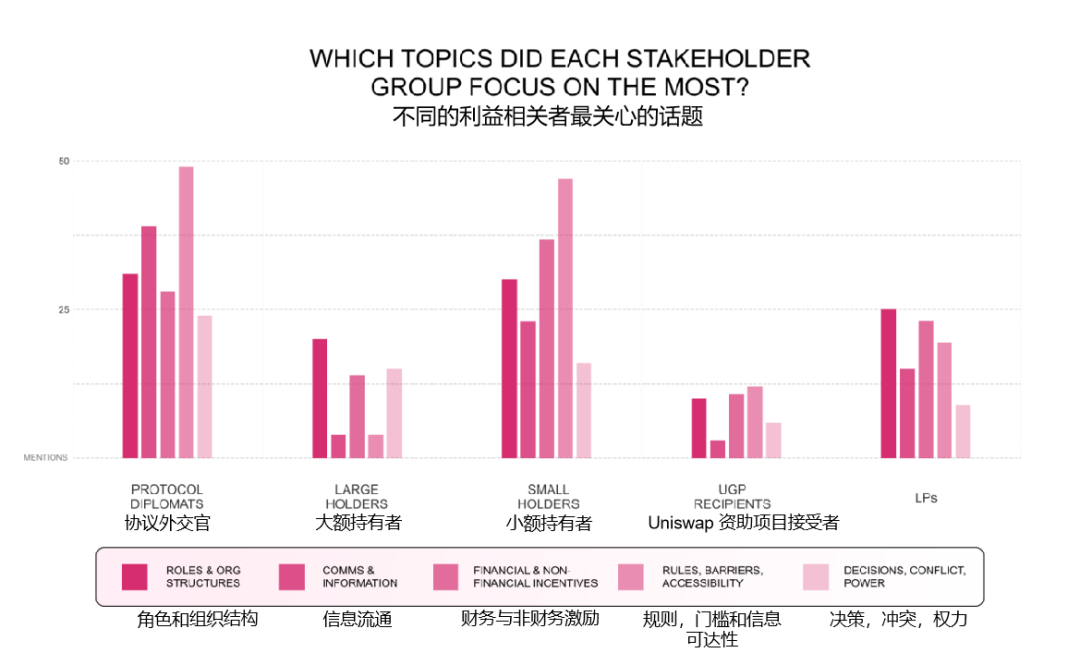 WHICH TOPICS DID EACH STAKEHOLDER
GROUP FOCUS ON THE MOST?
不同的利益相关者最关心的话题
50
25
MENTIONS
PROTOCOL
DIPLOMATS
协议外交官
LARGE
HOLDERS
大额持有者
SMALL
HOLDERS
小额持有者
UGP
RECIPIENTS
Uniswap 资助项目接受者
LPs
ROLES & ORG
STRUCTURES
角色和组织结构
COMMS &
INFORMATION
信息流通
FINANCIAL & NON-
FINANCIAL INCENTIVES
财务与非财务激励
RULES, BARRIERS,
ACCESSIBILITY
规则，门槛和信息
可达性
DECISIONS, CONFLICT,
POWER
决策，冲突，权力